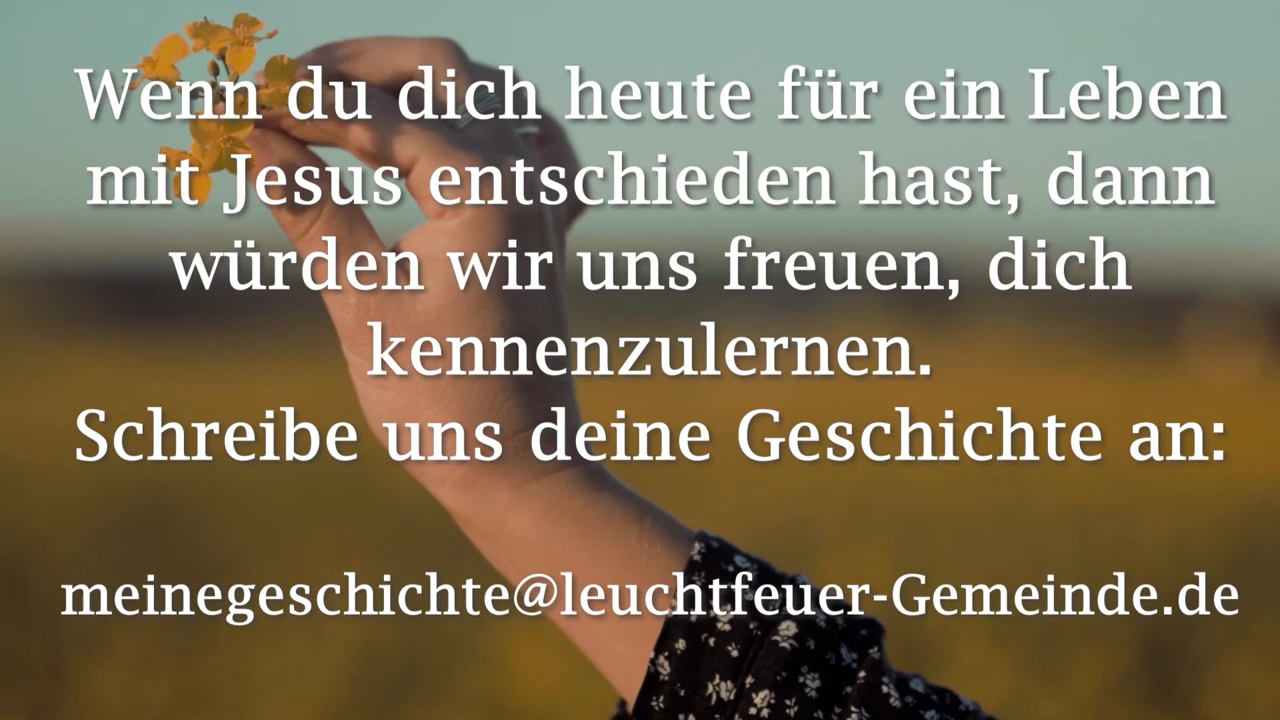 Wenn du dich heute für ein Leben
mit Jesus entschieden hast, dann
würden wir uns freuen, dich
kennenzulernen.
Schreibe uns deine Geschichte an:
meinegeschichte@leuchtfeuer-Gemeinde.de